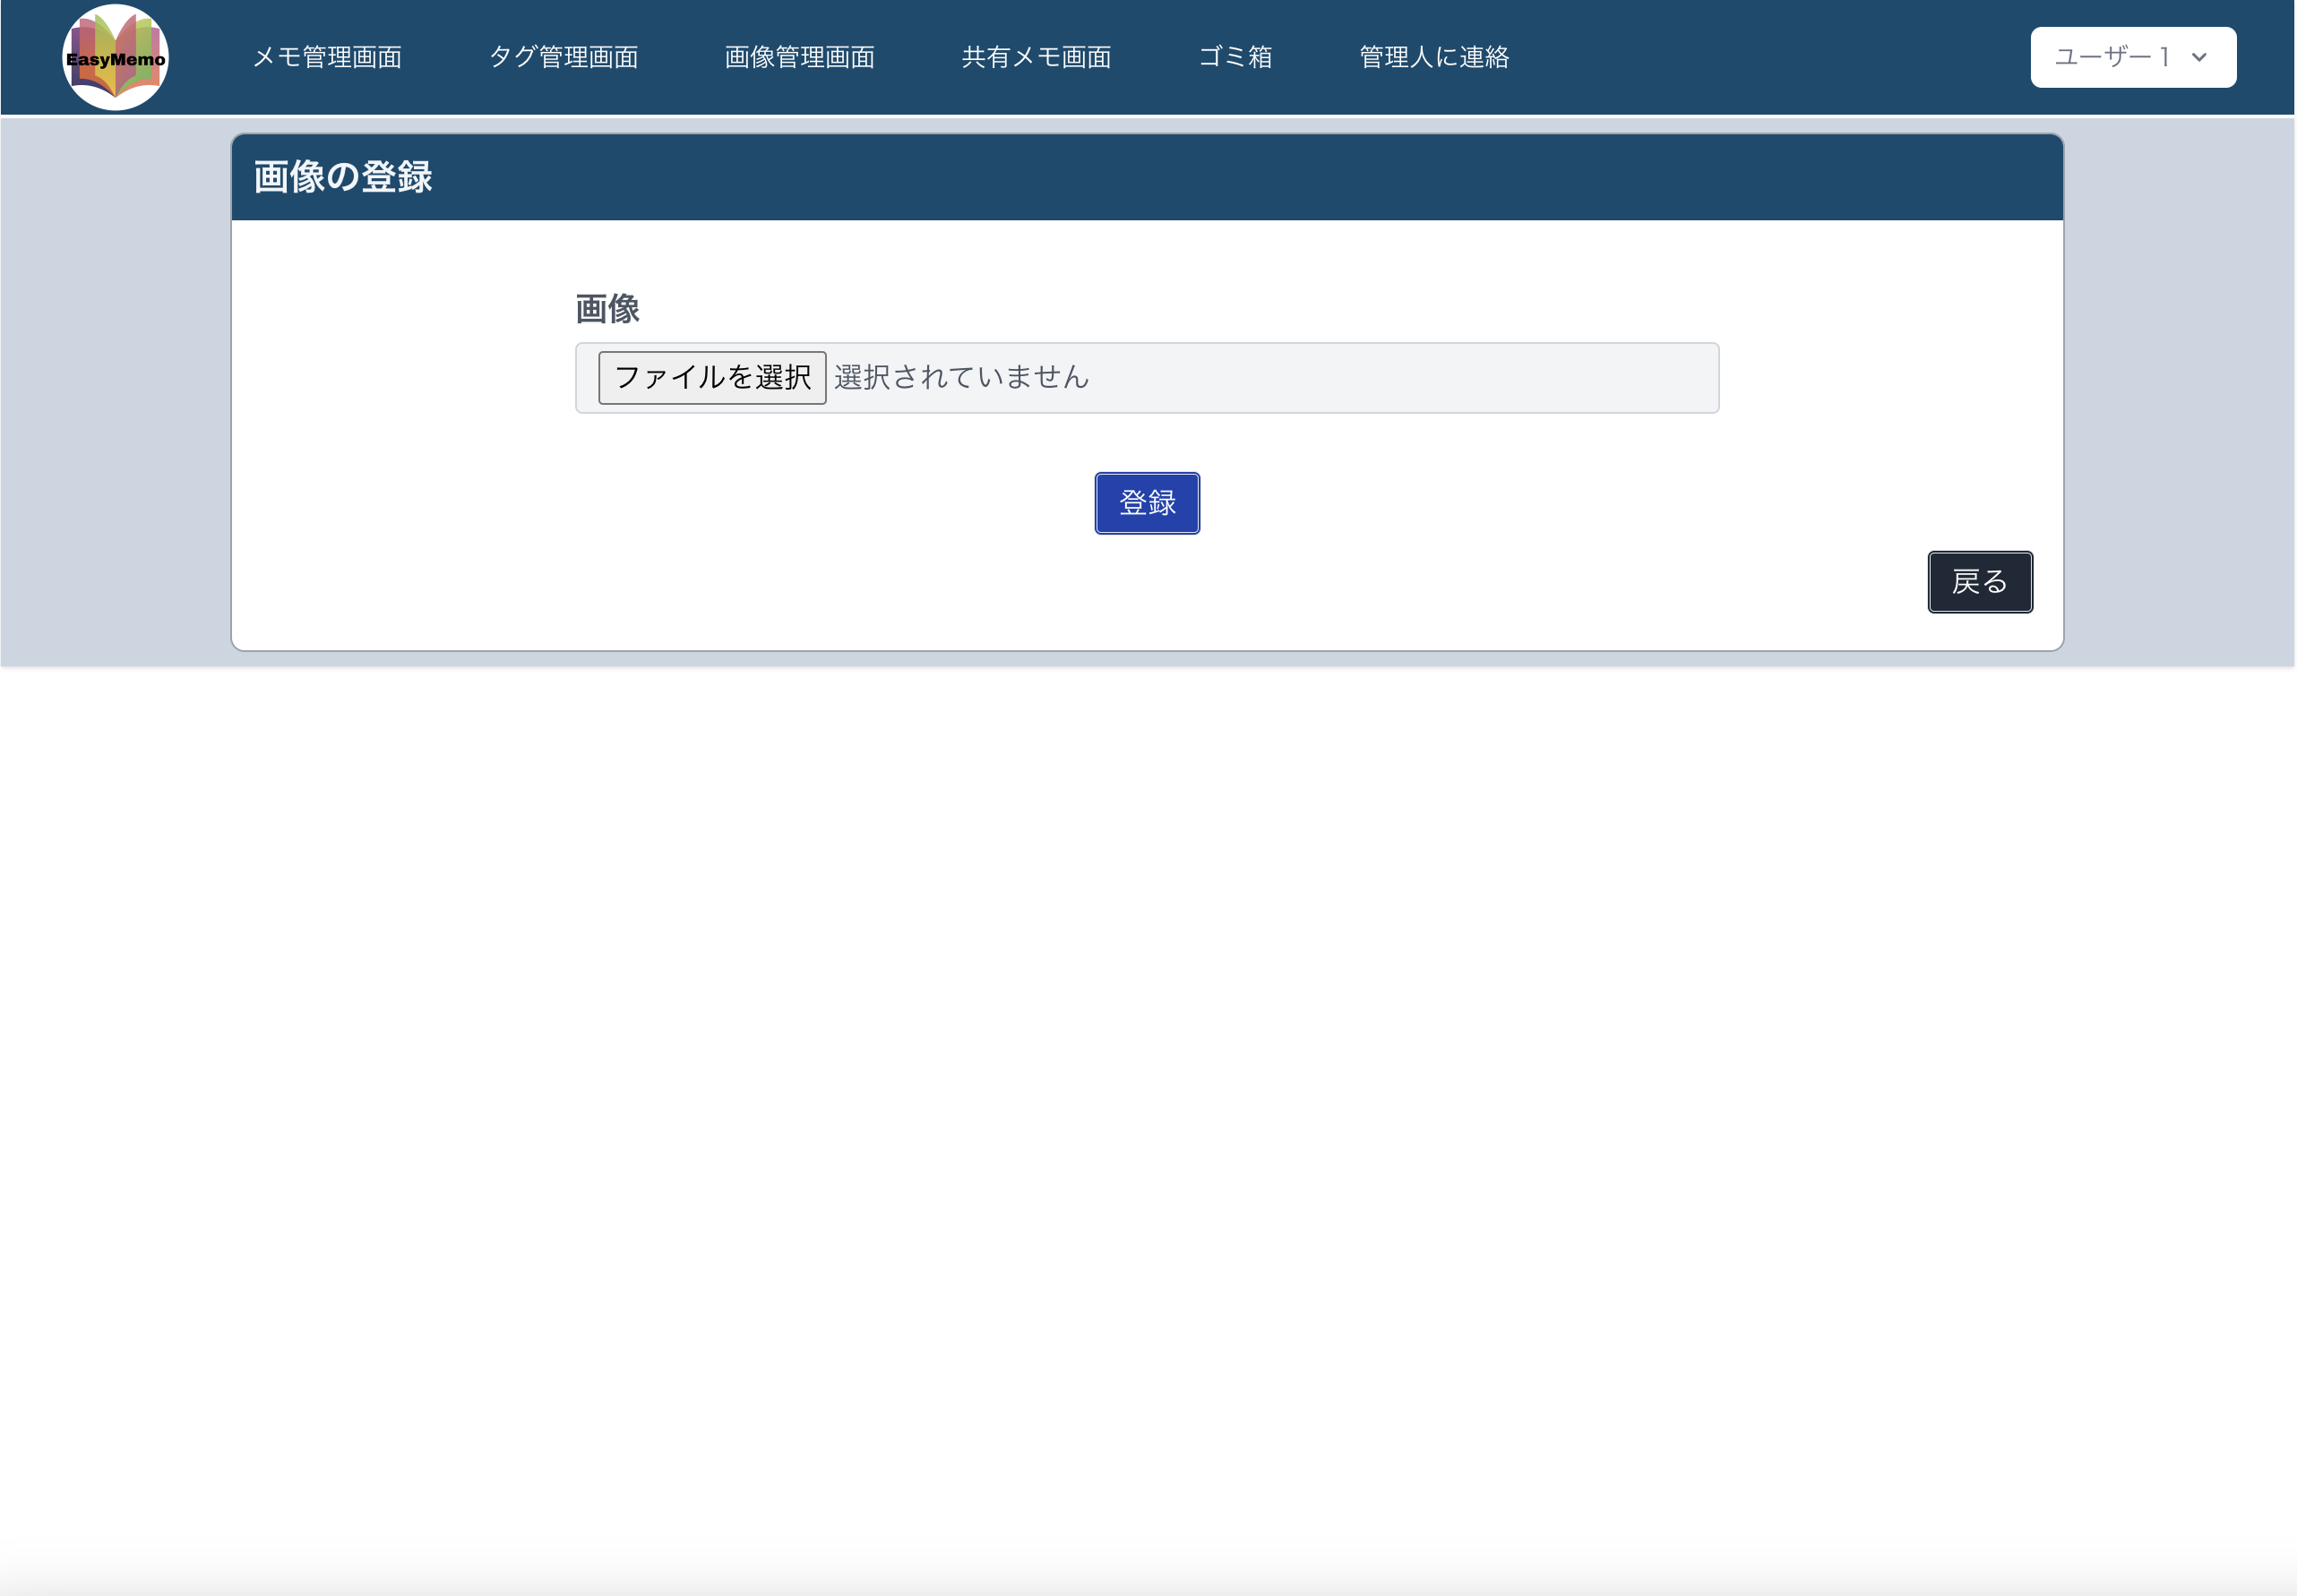 EasyMemo
メモ管理画面 タグ管理画面 画像管理画面 共有メモ画面 ゴミ箱 管理人に連絡 ユーザー1
画像の登録
画像
ファイルを選択 選択されていません
登録
戻る